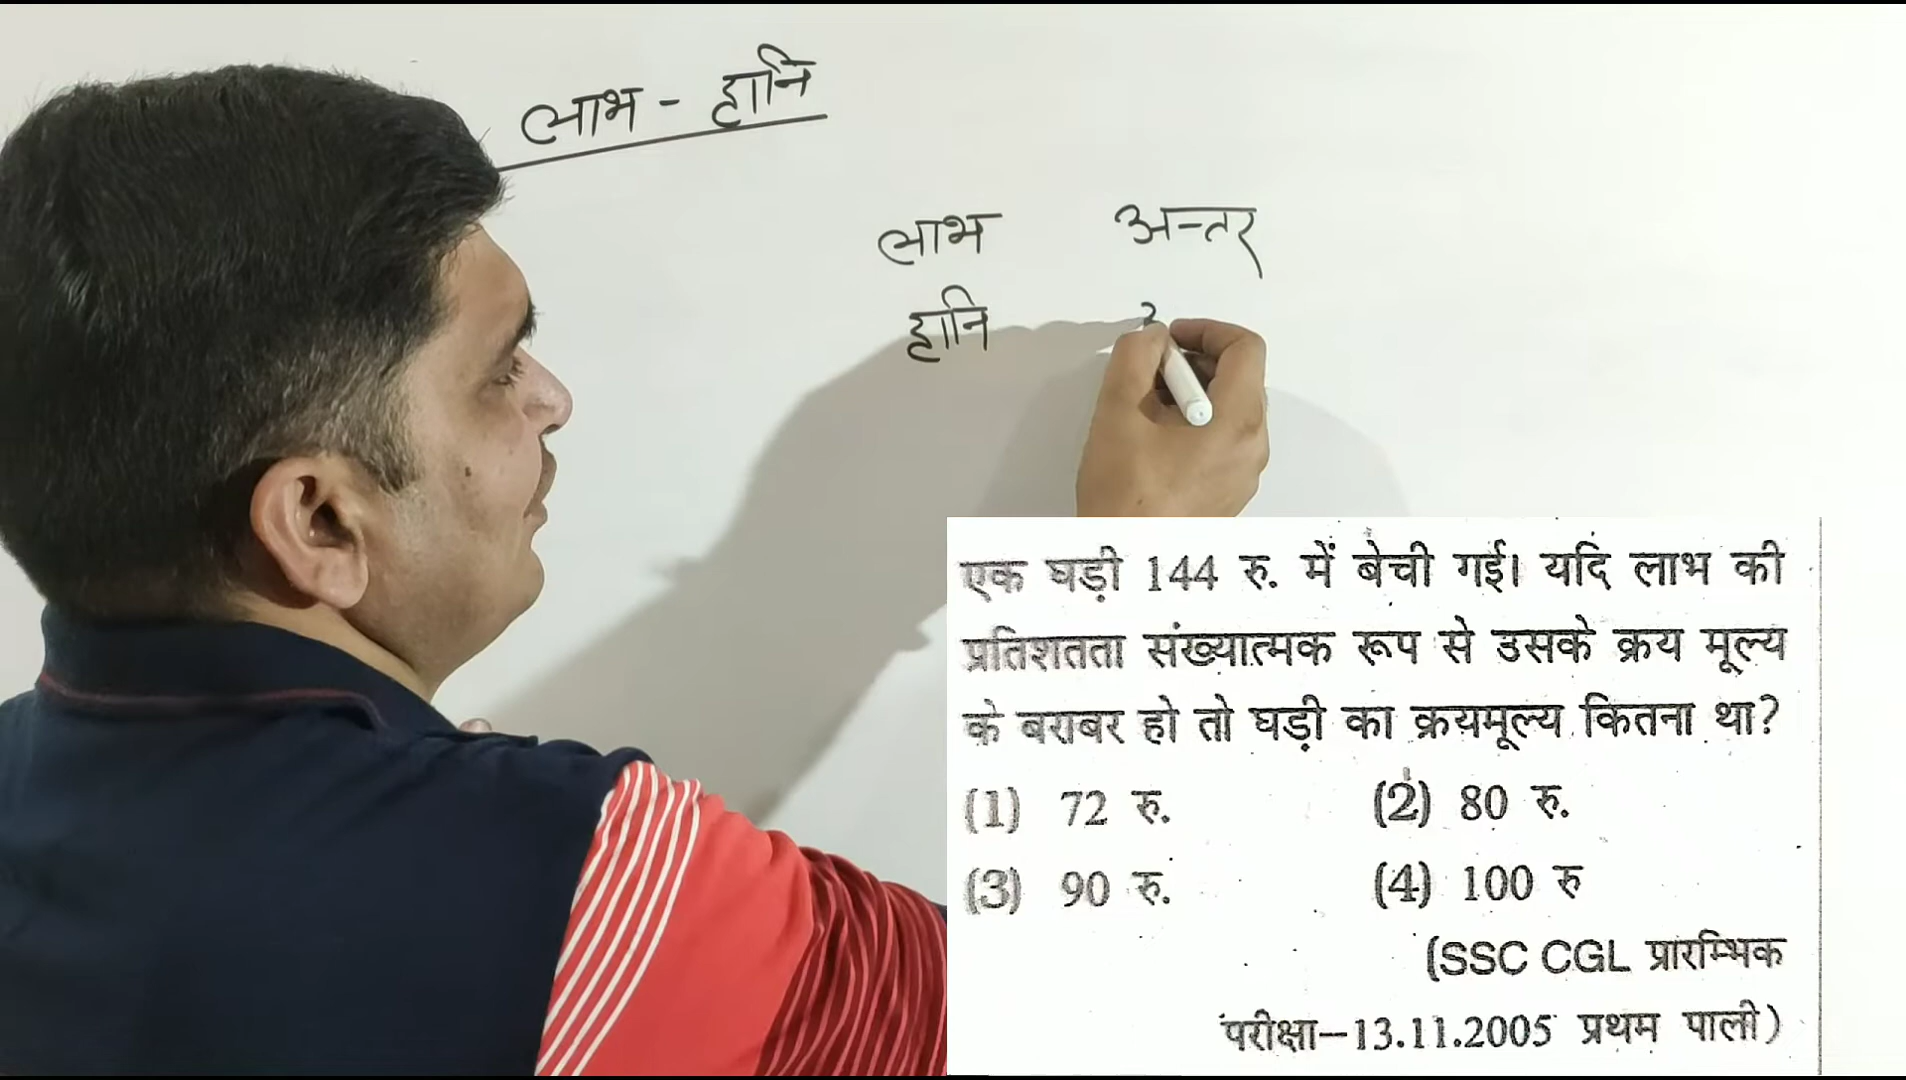 लाभ - हानि
लाभ अन्तर
हानि
एक घड़ी 144 रु. में बेची गई। यदि लाभ की
प्रतिशतता संख्यात्मक रूप से उसके क्रय मूल्य
के बराबर हो तो घड़ी का क्रयमूल्य कितना था?
(1) 72 रु. (2) 80 रु.
(3) 90 रु. (4) 100 रु
(SSC CGL प्रारम्भिक
परीक्षा–13.11.2005 प्रथम पाली)